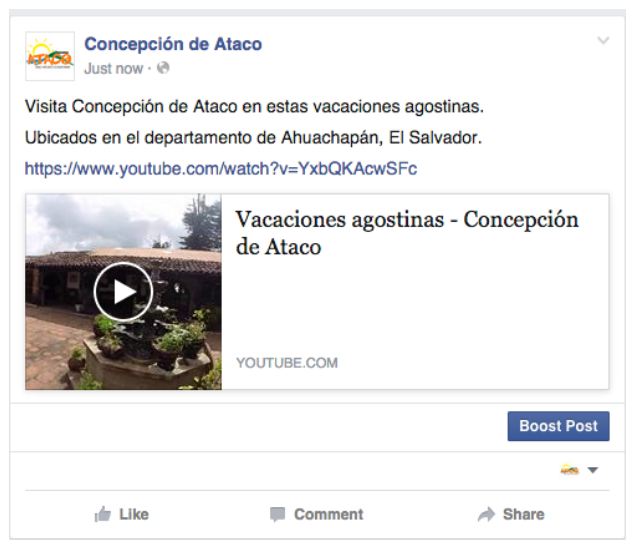 Concepción de Ataco
Just now ·
Visita Concepción de Ataco en estas vacaciones agostinas.
Ubicados en el departamento de Ahuachapán, El Salvador.
https://www.youtube.com/watch?v=YxbQKAcwSFc
Vacaciones agostinas - Concepción
de Ataco
YOUTUBE.COM
Boost Post
Like
Comment
Share